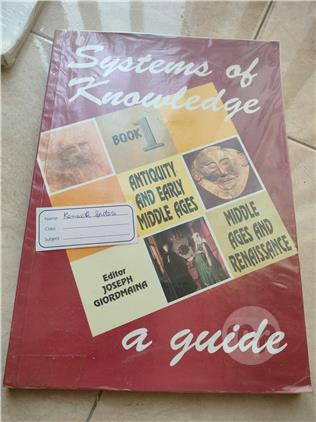 Systems of
Knowledge
BOOK 1
ANTIQUITY
AND EARLY
MIDDLE AGES
Name:
Class:
Subject:
MIDDLE
AGES AND
RENAISSANCE
Editor
JOSEPH
GIORDMAINA
a guide